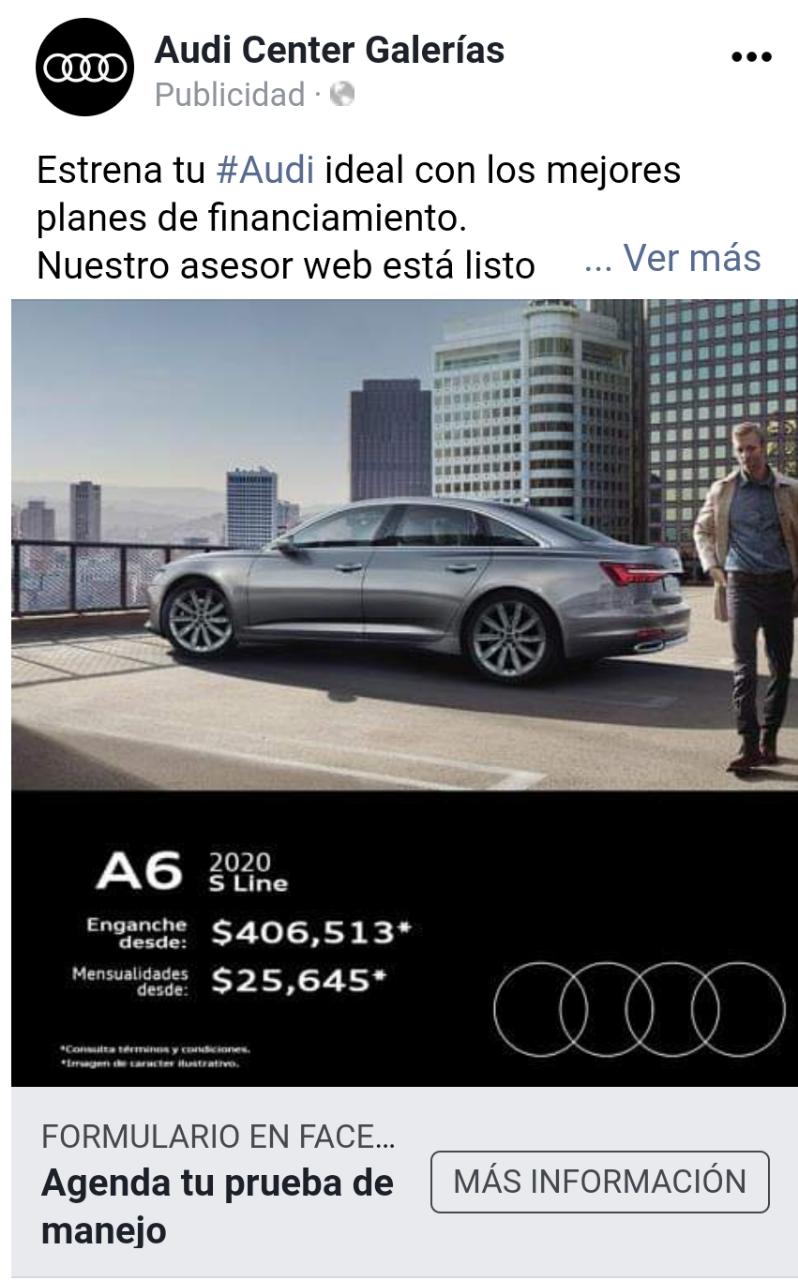 Audi Center Galerías
Publicidad ·
Estrena tu #Audi ideal con los mejores
planes de financiamiento.
Nuestro asesor web está listo ... Ver más
A6 2020
S Line
Enganche
desde: $406,513*
Mensualidades
desde: $25,645*
*Consulta términos y condiciones.
*Imagen de caracter ilustrativo.
FORMULARIO EN FACE...
Agenda tu prueba de
manejo
MÁS INFORMACIÓN